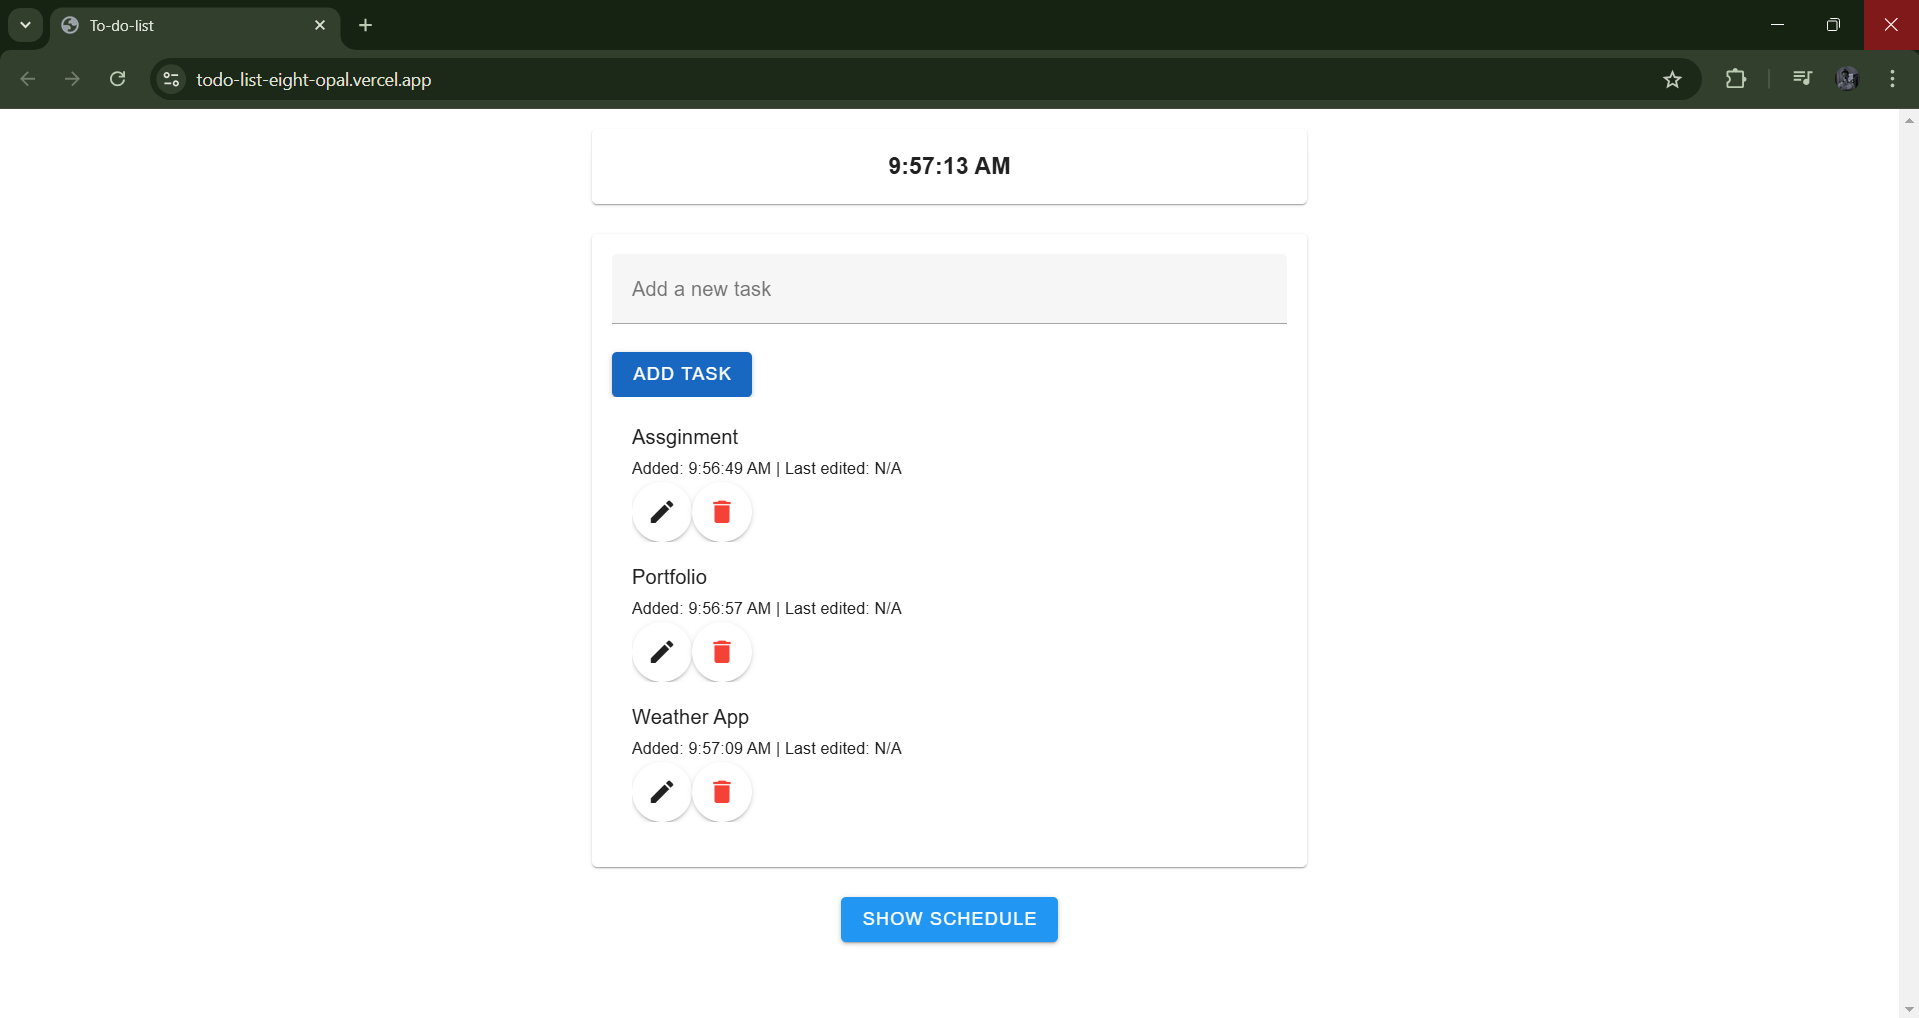 To-do-list
todo-list-eight-opal.vercel.app
9:57:13 AM
Add a new task
ADD TASK
Assginment
Added: 9:56:49 AM | Last edited: N/A
Portfolio
Added: 9:56:57 AM | Last edited: N/A
Weather App
Added: 9:57:09 AM | Last edited: N/A
SHOW SCHEDULE